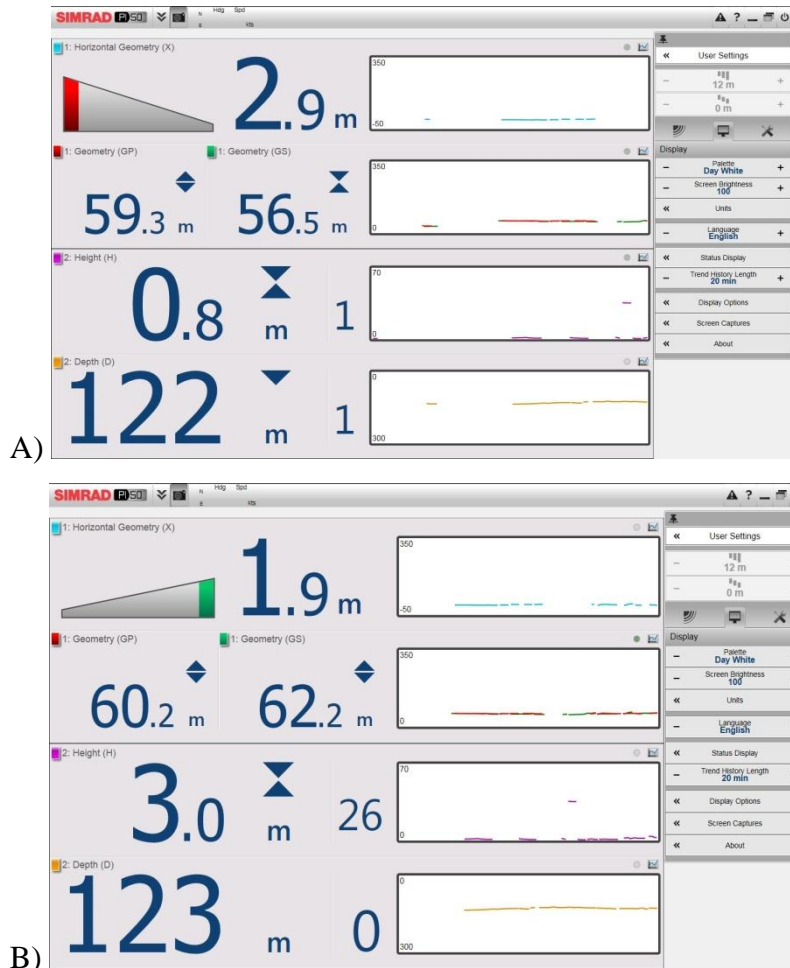 SIMRAD PI 50 N Hdg Spd
E kts
1: Horizontal Geometry (X)
2.9 m
350
-50
1: Geometry (GP) 1: Geometry (GS)
59.3 m 56.5 m
350
0
2: Height (H)
0.8 m 1
70
0
2: Depth (D)
122 m 1
0
300
« User Settings
- 12 m +
- 0 m +
Display
- Palette +
Day White
- Screen Brightness +
100
« Units
- Language +
English
« Status Display
- Trend History Length +
20 min
« Display Options
« Screen Captures
« About
A)
SIMRAD PI 50 N Hdg Spd
E kts
1: Horizontal Geometry (X)
1.9 m
350
-50
1: Geometry (GP) 1: Geometry (GS)
60.2 m 62.2 m
350
0
2: Height (H)
3.0 m 26
70
0
2: Depth (D)
123 m 0
0
300
« User Settings
- 12 m
- 0 m
Display
- Palette
Day White
- Screen Brightness
100
« Units
- Language
English
« Status Display
- Trend History Length
20 min
« Display Options
« Screen Captures
« About
B)